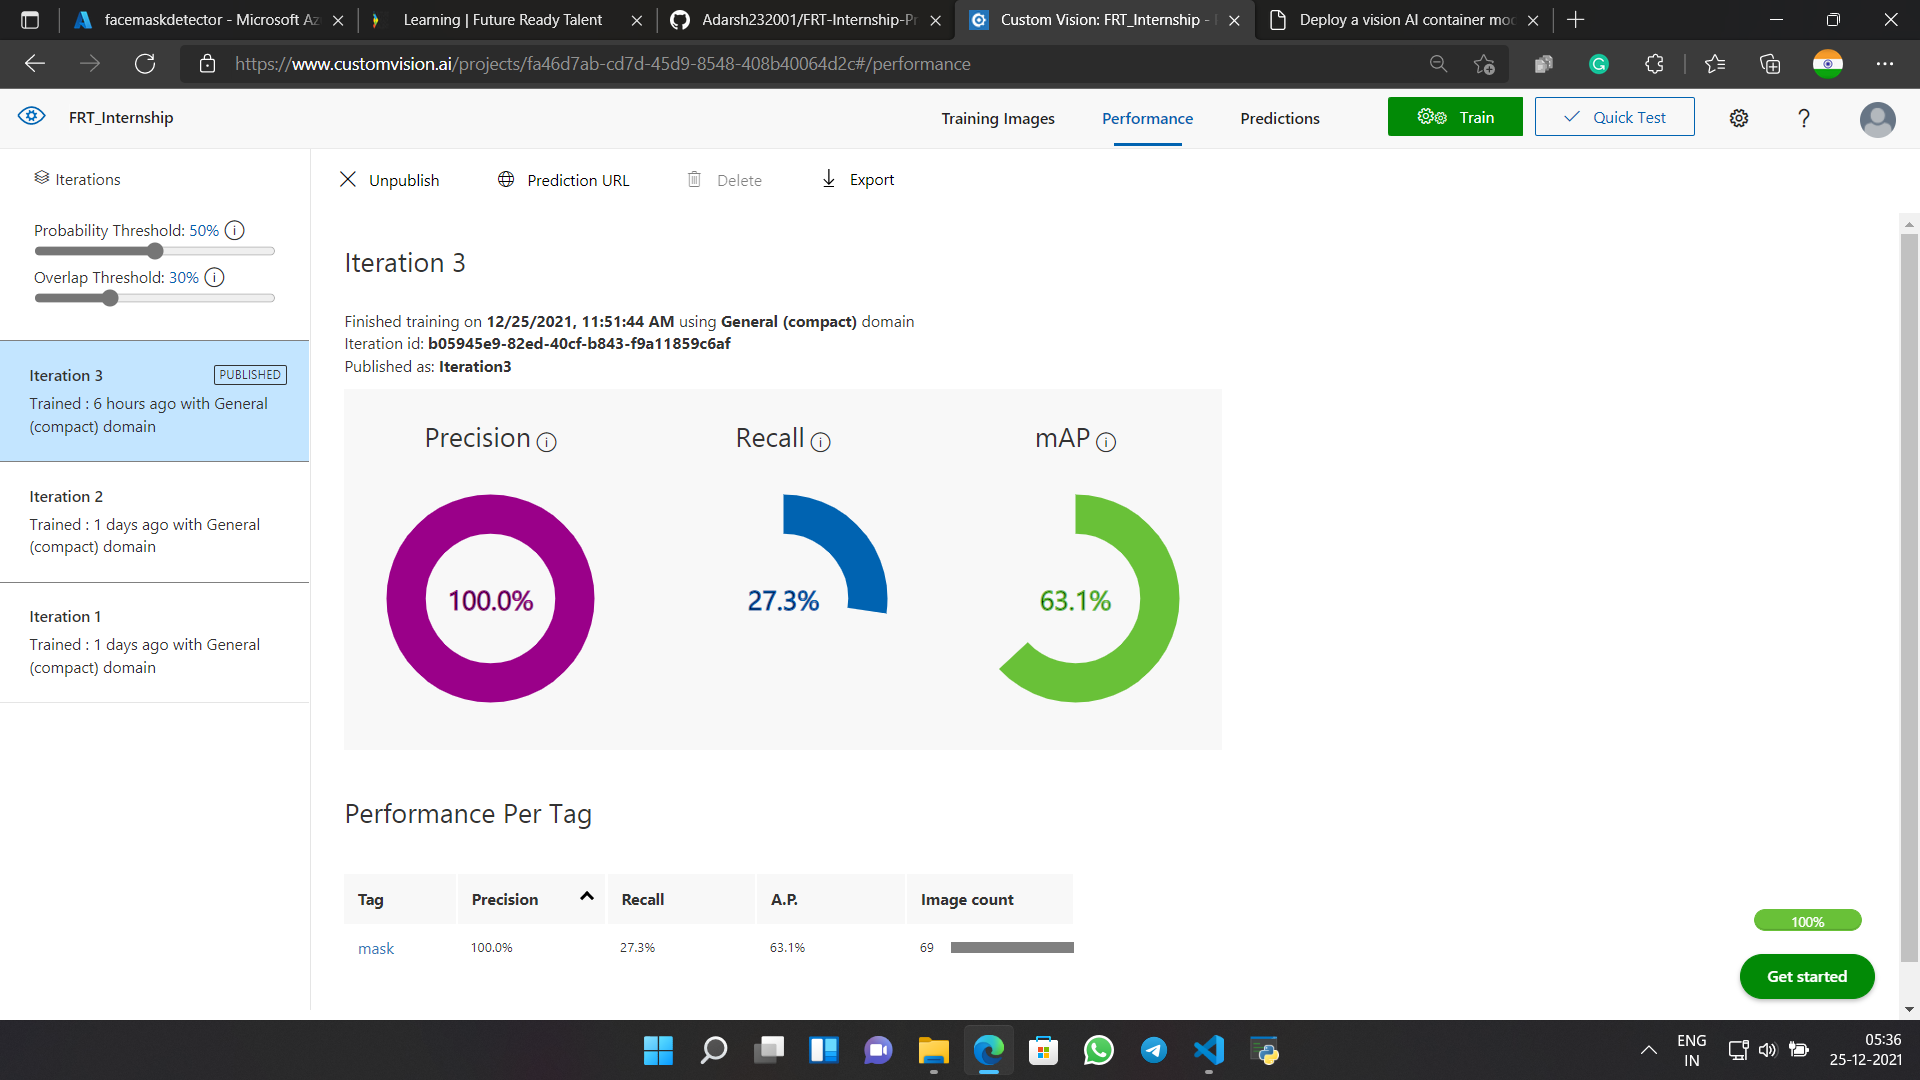 facemaskdetector - Microsoft Az
Learning | Future Ready Talent
Adarsh232001/FRT-Internship-Pr
Custom Vision: FRT_Internship -
Deploy a vision AI container mod
https://www.customvision.ai/projects/fa46d7ab-cd7d-45d9-8548-408b40064d2c#/performance
FRT_Internship
Training Images
Performance
Predictions
Train
Quick Test
Iterations
Unpublish
Prediction URL
Delete
Export
Probability Threshold: 50%
Overlap Threshold: 30%
Iteration 3
PUBLISHED
Trained : 6 hours ago with General
(compact) domain
Iteration 2
Trained : 1 days ago with General
(compact) domain
Iteration 1
Trained : 1 days ago with General
(compact) domain
Iteration 3
Finished training on 12/25/2021, 11:51:44 AM using General (compact) domain
Iteration id: b05945e9-82ed-40cf-b843-f9a11859c6af
Published as: Iteration3
Precision
Recall
mAP
100.0%
27.3%
63.1%
Performance Per Tag
Tag Precision Recall A.P. Image count
mask 100.0% 27.3% 63.1% 69
100%
Get started
ENG
IN
05:36
25-12-2021